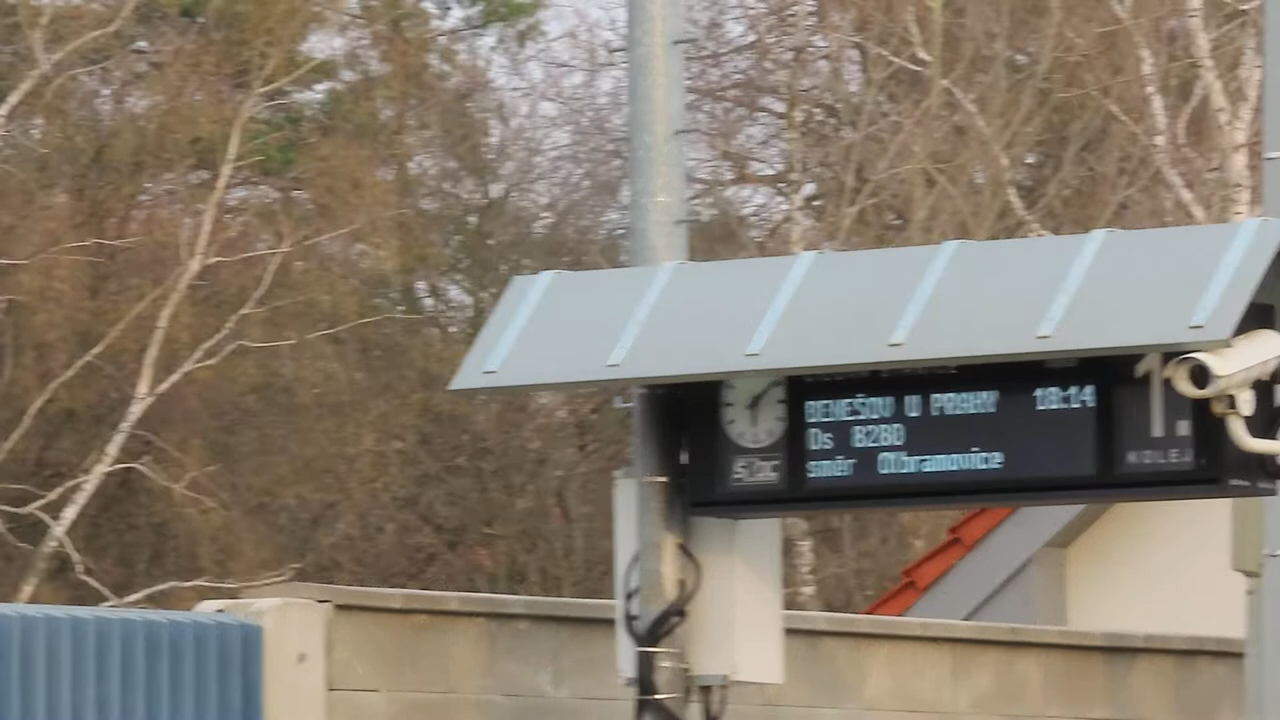 BENEŠOV U PRAHY 18:14
Os 8280
směr Olbramovice
1.
KOLEJ